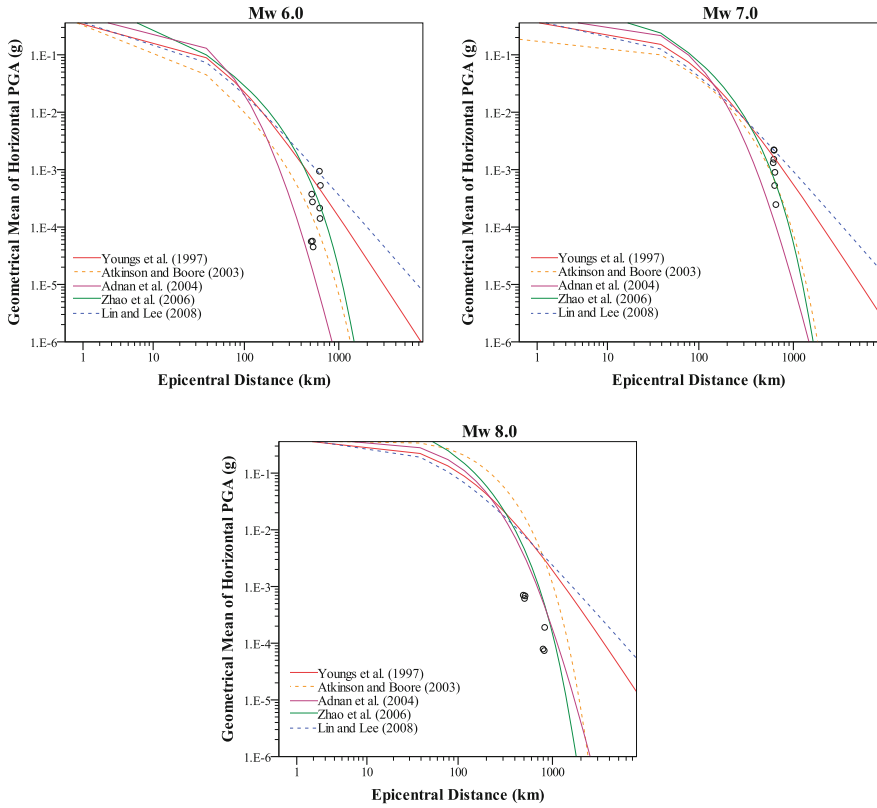 Mw 6.0
Geometrical Mean of Horizontal PGA (g)
1.E-1
1.E-2
1.E-3
1.E-4
1.E-5
1.E-6
Youngs et al. (1997)
Atkinson and Boore (2003)
Adnan et al. (2004)
Zhao et al. (2006)
Lin and Lee (2008)
1 10 100 1000
Epicentral Distance (km)
Mw 7.0
Geometrical Mean of Horizontal PGA (g)
1.E-1
1.E-2
1.E-3
1.E-4
1.E-5
1.E-6
Youngs et al. (1997)
Atkinson and Boore (2003)
Adnan et al. (2004)
Zhao et al. (2006)
Lin and Lee (2008)
1 10 100 1000
Epicentral Distance (km)
Mw 8.0
Geometrical Mean of Horizontal PGA (g)
1.E-1
1.E-2
1.E-3
1.E-4
1.E-5
1.E-6
Youngs et al. (1997)
Atkinson and Boore (2003)
Adnan et al. (2004)
Zhao et al. (2006)
Lin and Lee (2008)
1 10 100 1000
Epicentral Distance (km)